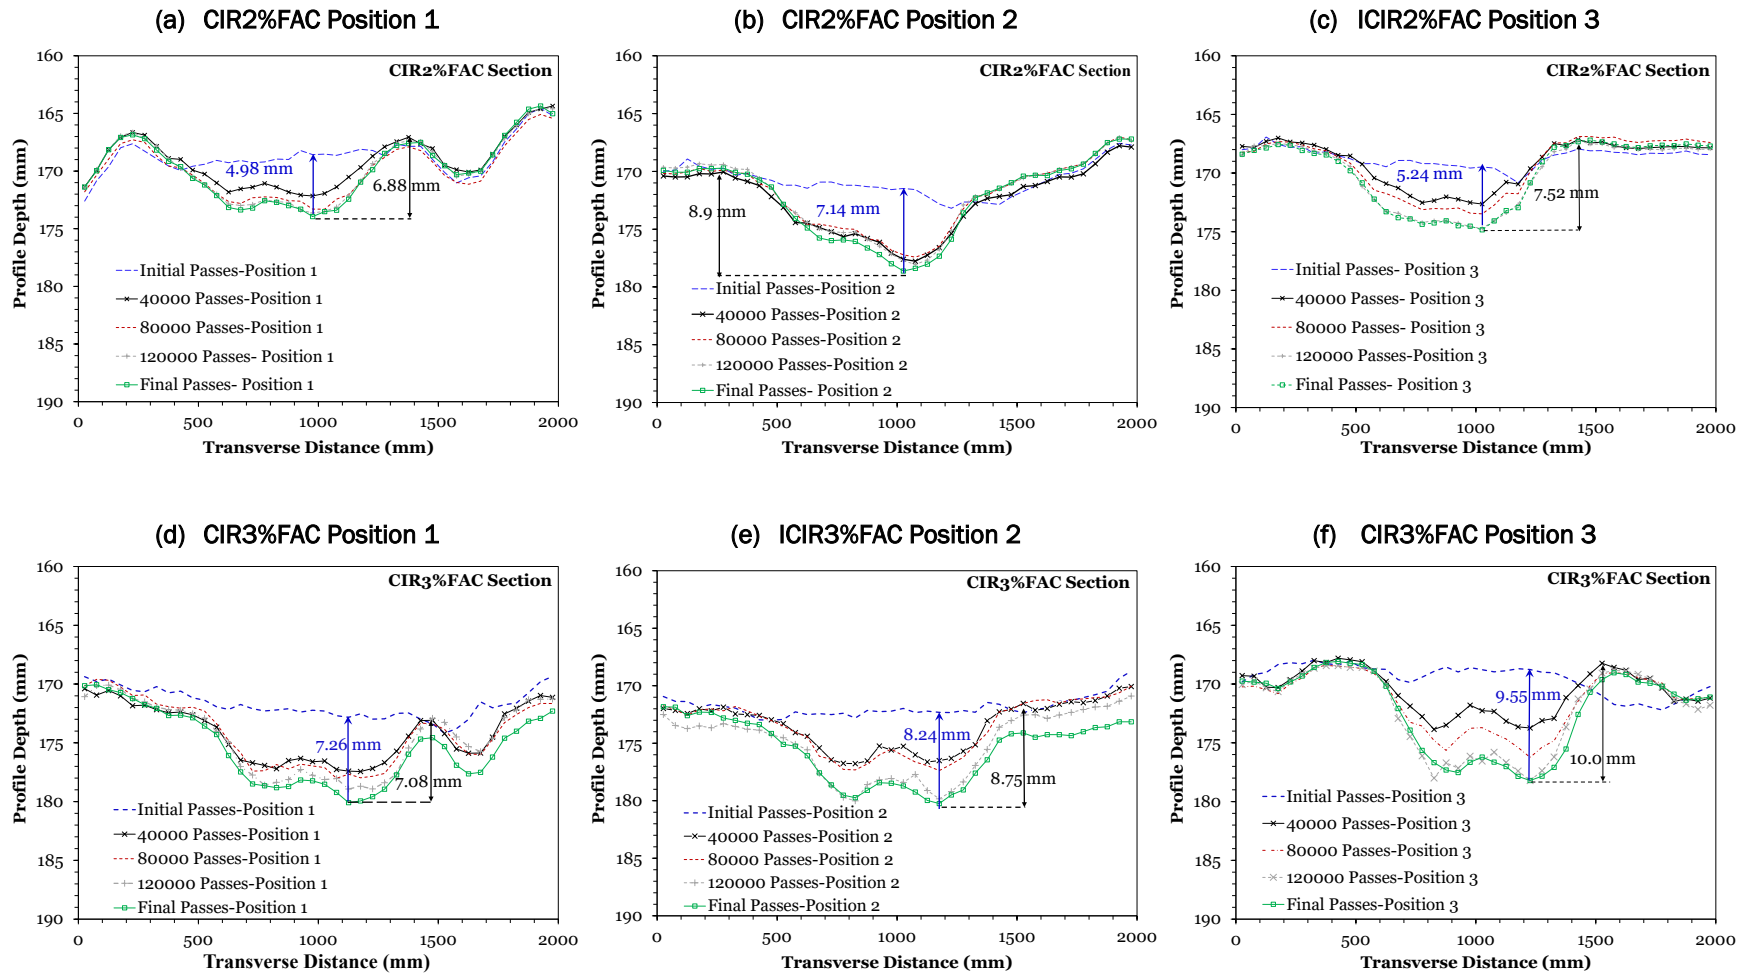 (a) CIR2%FAC Position 1
(b) CIR2%FAC Position 2
(c) ICIR2%FAC Position 3
160
165
170
175
180
185
190
Profile Depth (mm)
CIR2%FAC Section
4.98 mm
6.88 mm
Initial Passes-Position 1
40000 Passes-Position 1
80000 Passes-Position 1
120000 Passes- Position 1
Final Passes- Position 1
0 500 1000 1500 2000
Transverse Distance (mm)
160
165
170
175
180
185
190
Profile Depth (mm)
CIR2%FAC Section
8.9 mm
7.14 mm
Initial Passes-Position 2
40000 Passes-Position 2
80000 Passes-Position 2
120000 Passes-Position 2
Final Passes-Position 2
0 500 1000 1500 2000
Transverse Distance (mm)
160
165
170
175
180
185
190
Profile Depth (mm)
CIR2%FAC Section
5.24 mm
7.52 mm
Initial Passes- Position 3
40000 Passes- Position 3
80000 Passes- Position 3
120000 Passes-Position 3
Final Passes- Position 3
0 500 1000 1500 2000
Transverse Distance (mm)
(d) CIR3%FAC Position 1
(e) ICIR3%FAC Position 2
(f) CIR3%FAC Position 3
160
165
170
175
180
185
190
Profile Depth (mm)
CIR3%FAC Section
7.26 mm
7.08 mm
Initial Passes-Position 1
40000 Passes-Position 1
80000 Passes-Position 1
120000 Passes-Position 1
Final Passes-Position 1
0 500 1000 1500 2000
Transverse Distance (mm)
160
165
170
175
180
185
190
Profile Depth (mm)
CIR3%FAC Section
8.24 mm
8.75 mm
Initial Passes-Position 2
40000 Passes-Position 2
80000 Passes-Position 2
120000 Passes-Position 2
Final Passes-Position 2
0 500 1000 1500 2000
Transverse Distance (mm)
160
165
170
175
180
185
190
Profile Depth (mm)
CIR3%FAC Section
9.55 mm
10.0 mm
Initial Passes-Position 3
40000 Passes-Position 3
80000 Passes-Position 3
120000 Passes-Position 3
Final Passes-Position 3
0 500 1000 1500 2000
Transverse Distance (mm)